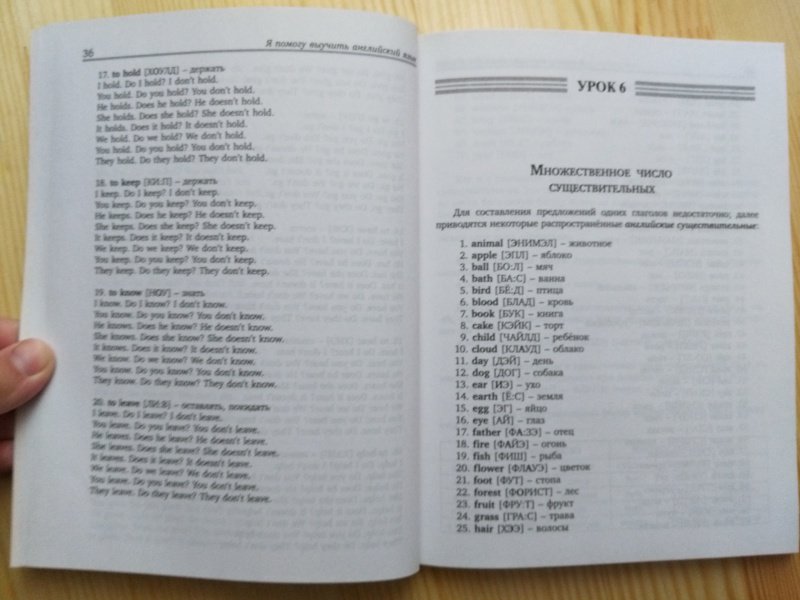 36
Я помогу выучить английский язык
17. to hold [ХОУЛД] – держать
I hold. Do I hold? I don't hold.
You hold. Do you hold? You don't hold.
He holds. Does he hold? He doesn't hold.
She holds. Does she hold? She doesn't hold.
It holds. Does it hold? It doesn't hold.
We hold. Do we hold? We don't hold.
You hold. Do you hold? You don't hold.
They hold. Do they hold? They don't hold.
18. to keep [КИ:П] – держать
I keep. Do I keep? I don't keep.
You keep. Do you keep? You don't keep.
He keeps. Does he keep? He doesn't keep.
She keeps. Does she keep? She doesn't keep.
It keeps. Does it keep? It doesn't keep.
We keep. Do we keep? We don't keep.
You keep. Do you keep? You don't keep.
They keep. Do they keep? They don't keep.
19. to know [НОУ] – знать
I know. Do I know? I don't know.
You know. Do you know? You don't know.
He knows. Does he know? He doesn't know.
She knows. Does she know? She doesn't know.
It knows. Does it know? It doesn't know.
We know. Do we know? We don't know.
You know. Do you know? You don't know.
They know. Do they know? They don't know.
20. to leave [ЛИ:В] – оставлять, покидать
I leave. Do I leave? I don't leave.
You leave. Do you leave? You don't leave.
He leaves. Does he leave? He doesn't leave.
She leaves. Does she leave? She doesn't leave.
It leaves. Does it leave? It doesn't leave.
We leave. Do we leave? We don't leave.
You leave. Do you leave? You don't leave.
They leave. Do they leave? They don't leave.
УРОК 6
Множественное число
существительных
Для составления предложений одних глаголов недостаточно; далее
приводятся некоторые распространённые английские существительные:
1. animal [ЭНИМЭЛ] – животное
2. apple [ЭПЛ] – яблоко
3. ball [БО:Л] – мяч
4. bath [БА:С] – ванна
5. bird [БЁ:Д] – птица
6. blood [БЛАД] – кровь
7. book [БУК] – книга
8. cake [КЭЙК] – торт
9. child [ЧАЙЛД] – ребёнок
10. cloud [КЛАУД] – облако
11. day [ДЭЙ] – день
12. dog [ДОГ] – собака
13. ear [ИЭ] – ухо
14. earth [Ё:С] – земля
15. egg [ЭГ] – яйцо
16. eye [АЙ] – глаз
17. father [ФА:ЗЭ] – отец
18. fire [ФАЙЭ] – огонь
19. fish [ФИШ] – рыба
20. flower [ФЛАУЭ] – цветок
21. foot [ФУТ] – стопа
22. forest [ФОРИСТ] – лес
23. fruit [ФРУ:Т] – фрукт
24. grass [ГРА:С] – трава
25. hair [ХЭЭ] – волосы